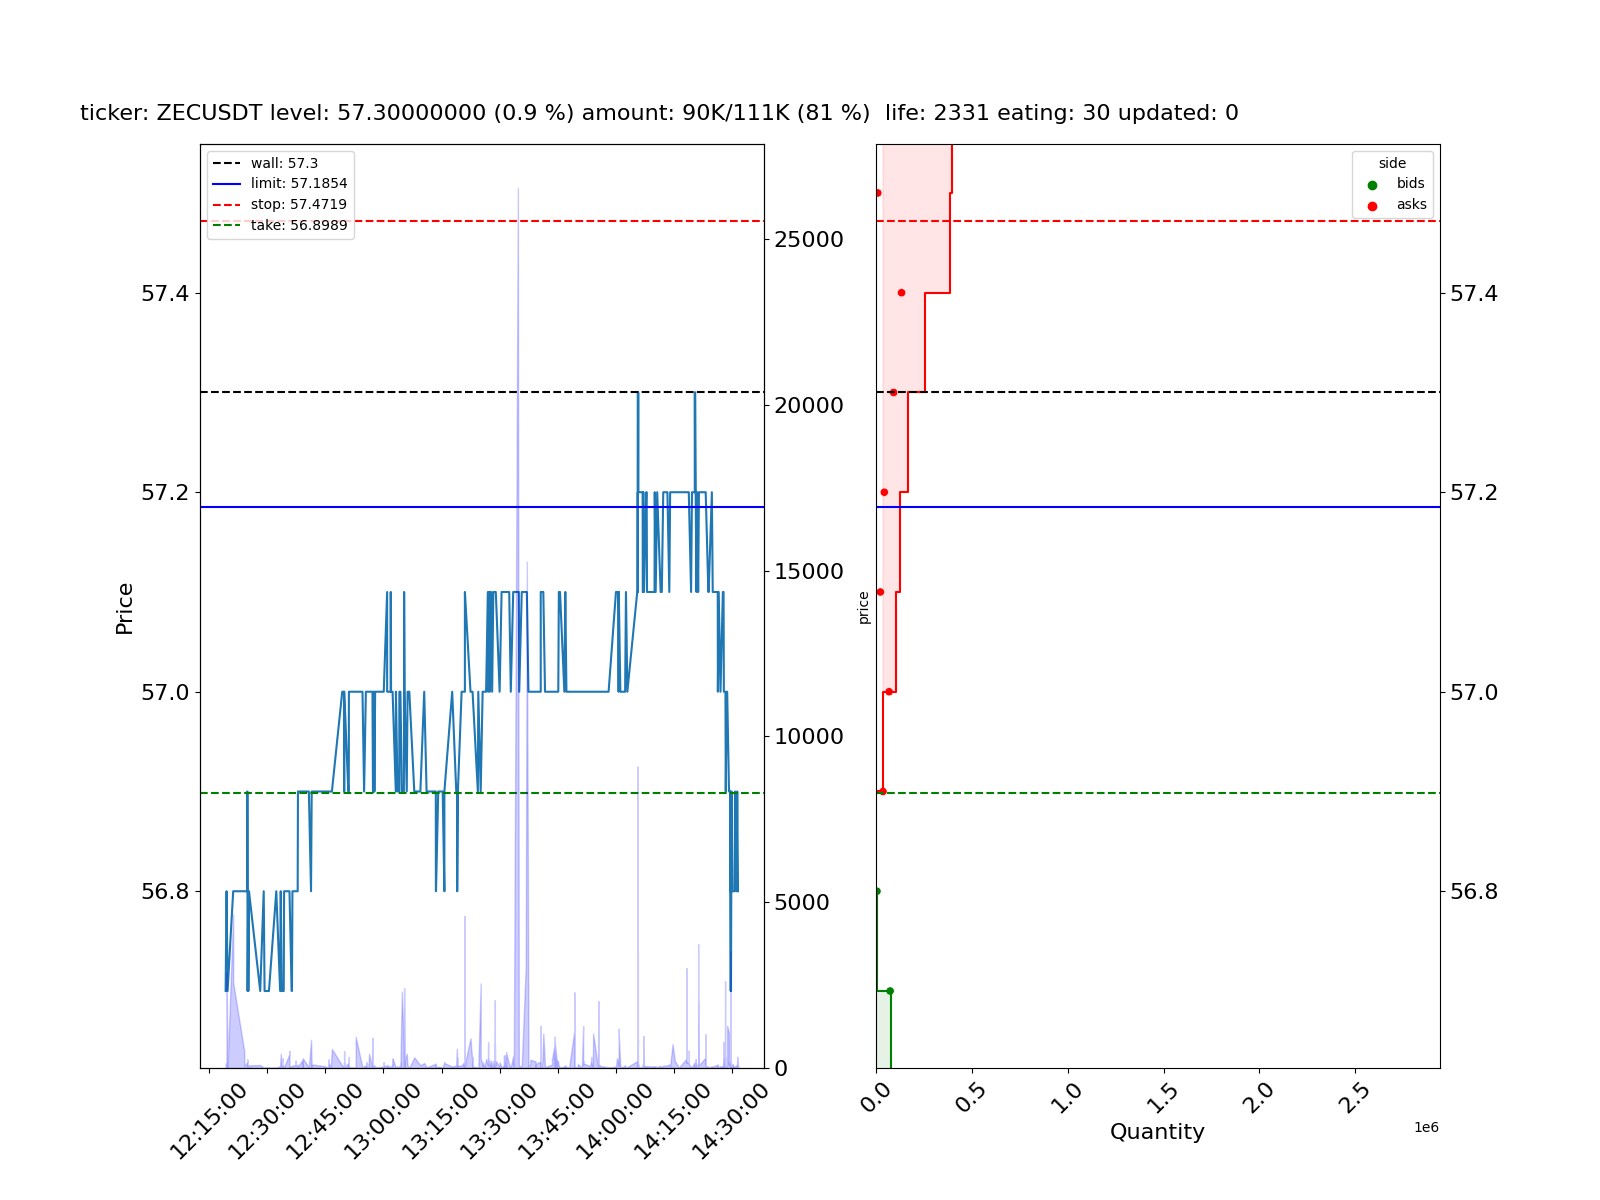 ticker: ZECUSDT level: 57.30000000 (0.9 %) amount: 90K/111K (81 %)  life: 2331 eating: 30 updated: 0
wall: 57.3
limit: 57.1854
stop: 57.4719
take: 56.8989
57.4
57.2
57.0
56.8
Price
25000
20000
15000
10000
5000
0
12:15:00
12:30:00
12:45:00
13:00:00
13:15:00
13:30:00
13:45:00
14:00:00
14:15:00
14:30:00
side
bids
asks
price
57.4
57.2
57.0
56.8
0.0
0.5
1.0
1.5
2.0
2.5
Quantity
1e6